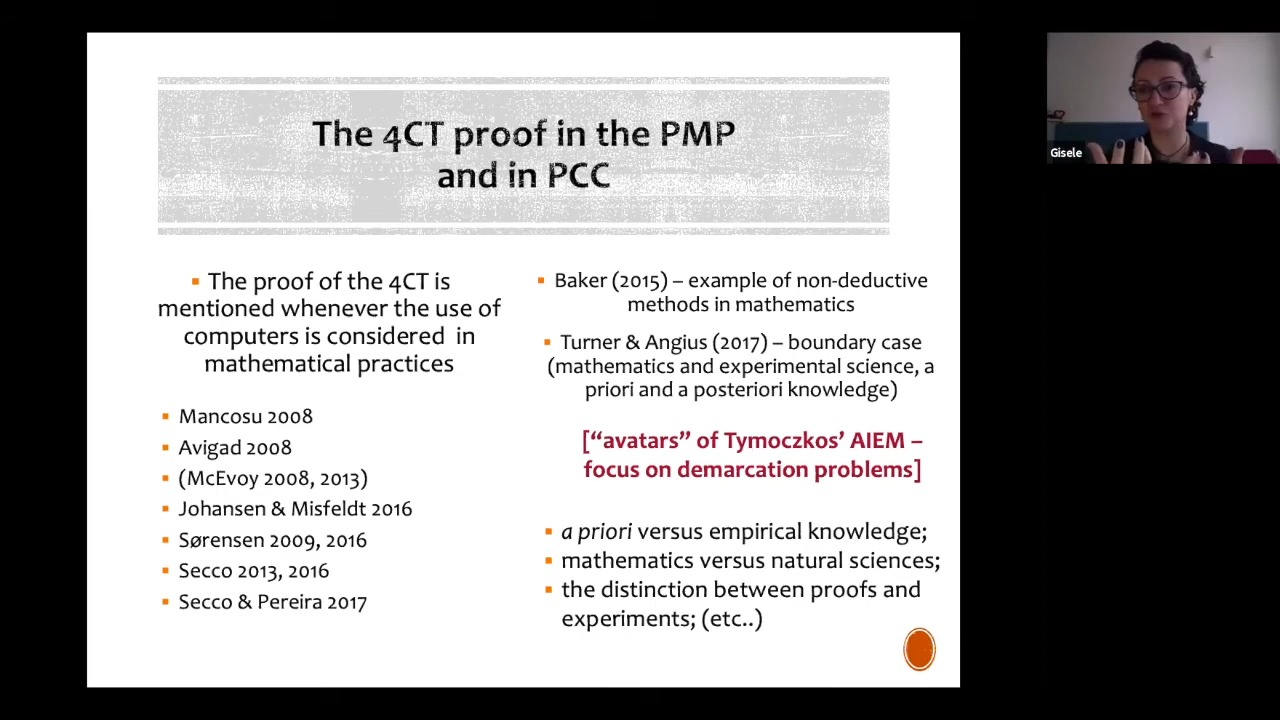 The 4CT proof in the PMP
and in PCC
▪ The proof of the 4CT is
mentioned whenever the use of
computers is considered in
mathematical practices
▪ Mancosu 2008
▪ Avigad 2008
▪ (McEvoy 2008, 2013)
▪ Johansen & Misfeldt 2016
▪ Sørensen 2009, 2016
▪ Secco 2013, 2016
▪ Secco & Pereira 2017
▪ Baker (2015) – example of non-deductive
methods in mathematics
▪ Turner & Angius (2017) – boundary case
(mathematics and experimental science, a
priori and a posteriori knowledge)
[“avatars” of Tymoczkos’ AIEM –
focus on demarcation problems]
▪ a priori versus empirical knowledge;
▪ mathematics versus natural sciences;
▪ the distinction between proofs and
experiments; (etc..)
Gisele